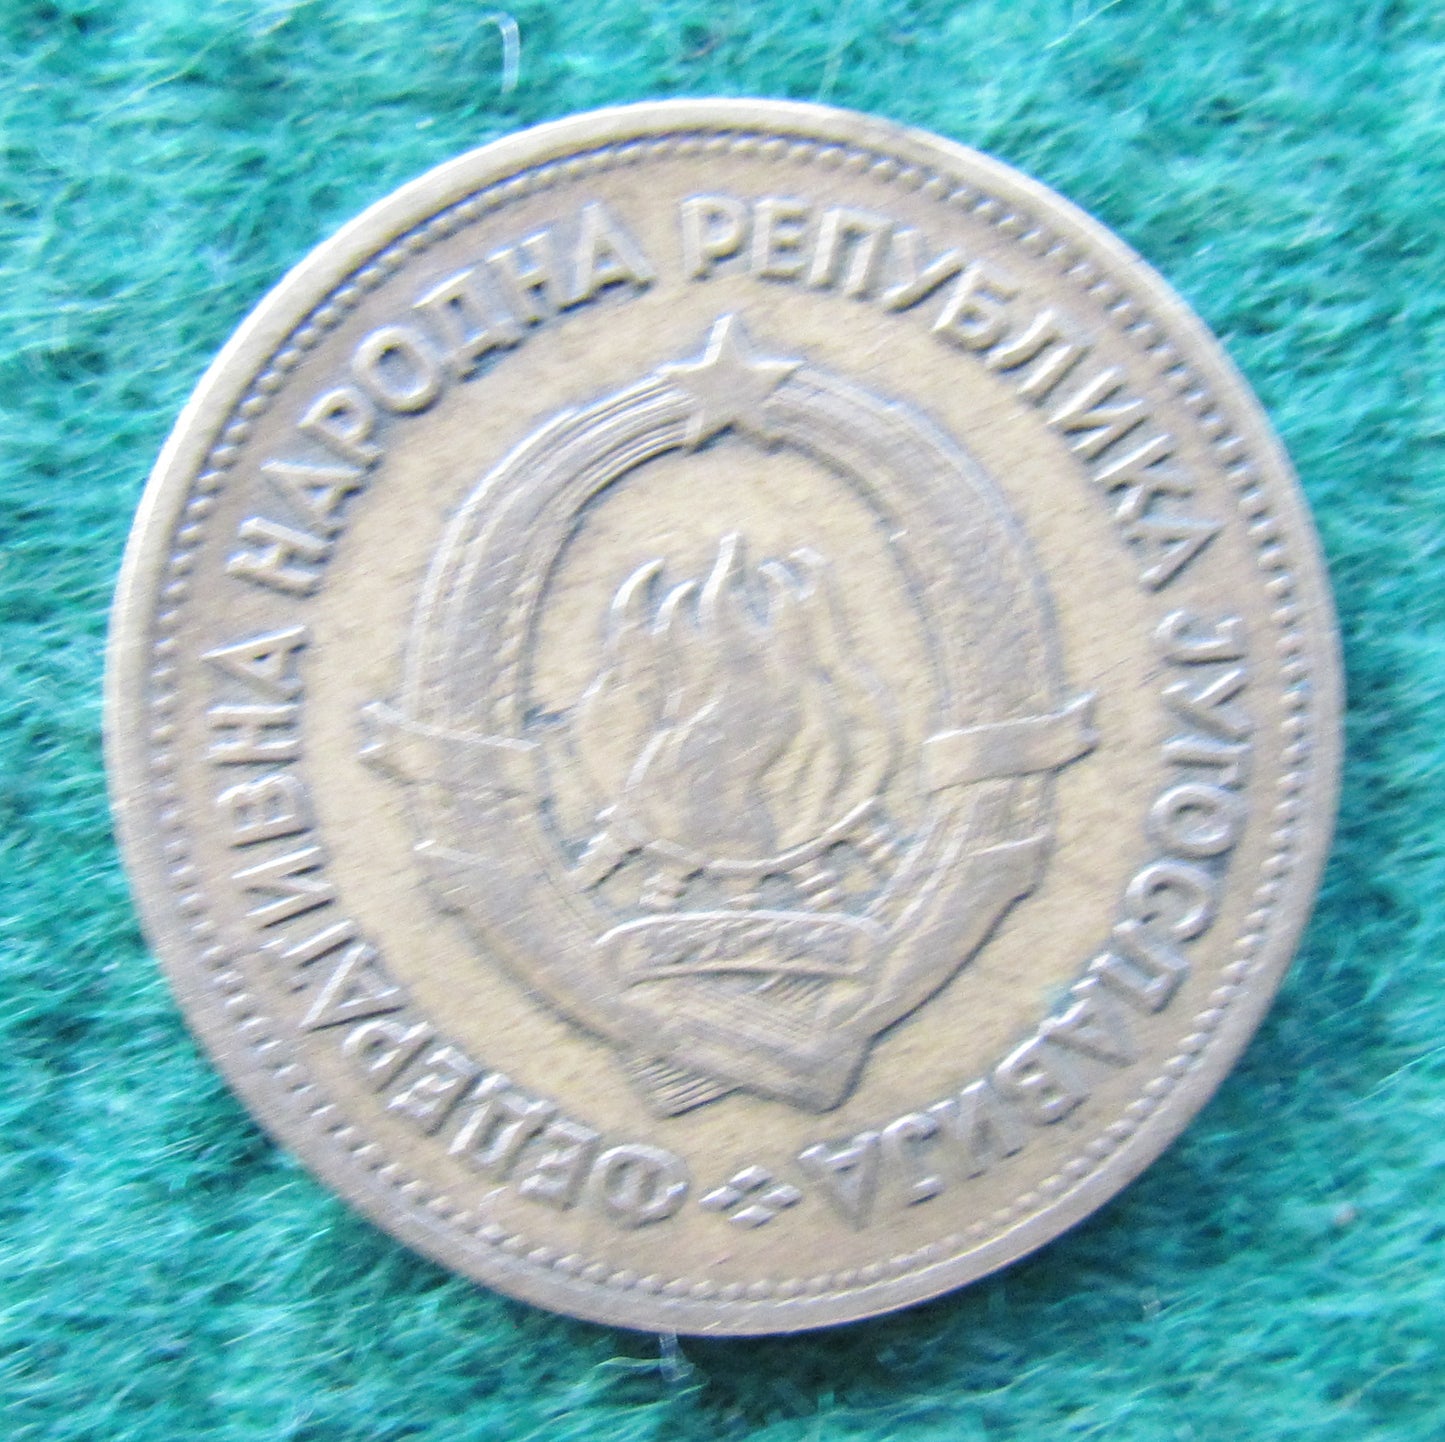 ФЕДЕРАТИВНА НАРОДНА РЕПУБЛИКА ЈУГОСЛАВИЈА